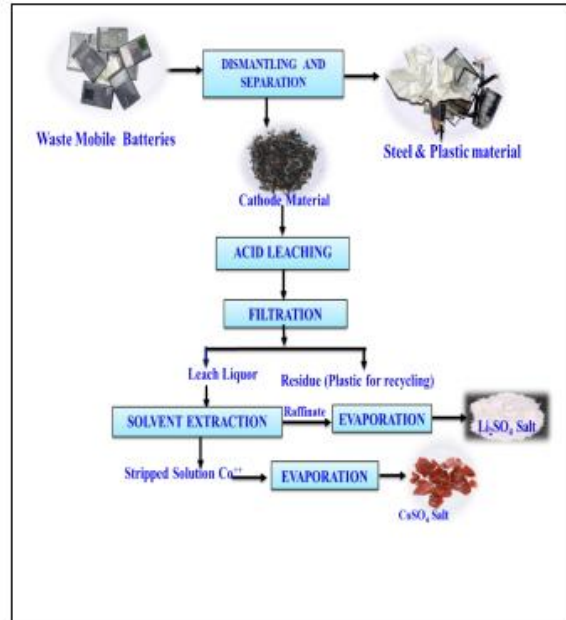 DISMANTLING AND
SEPARATION
Waste Mobile Batteries
Steel & Plastic material
Cathode Material
ACID LEACHING
FILTRATION
Leach Liquor
Residue (Plastic for recycling)
SOLVENT EXTRACTION
Raffinate
EVAPORATION
Li₂SO₄ Salt
Stripped Solution Co⁺⁺
EVAPORATION
CoSO₄ Salt